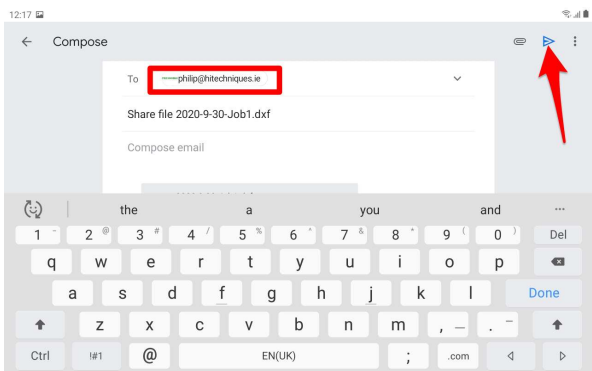 12:17
Compose
To philip@hitechniques.ie
Share file 2020-9-30-Job1.dxf
Compose email
the a you and ...
1 - 2 @ 3 # 4 / 5 % 6 ^ 7 & 8 * 9 ( 0 ) Del
q w e r t y u i o p
a s d f g h j k l Done
z x c v b n m , _ . -
Ctrl !#1 @ EN(UK) ; .com